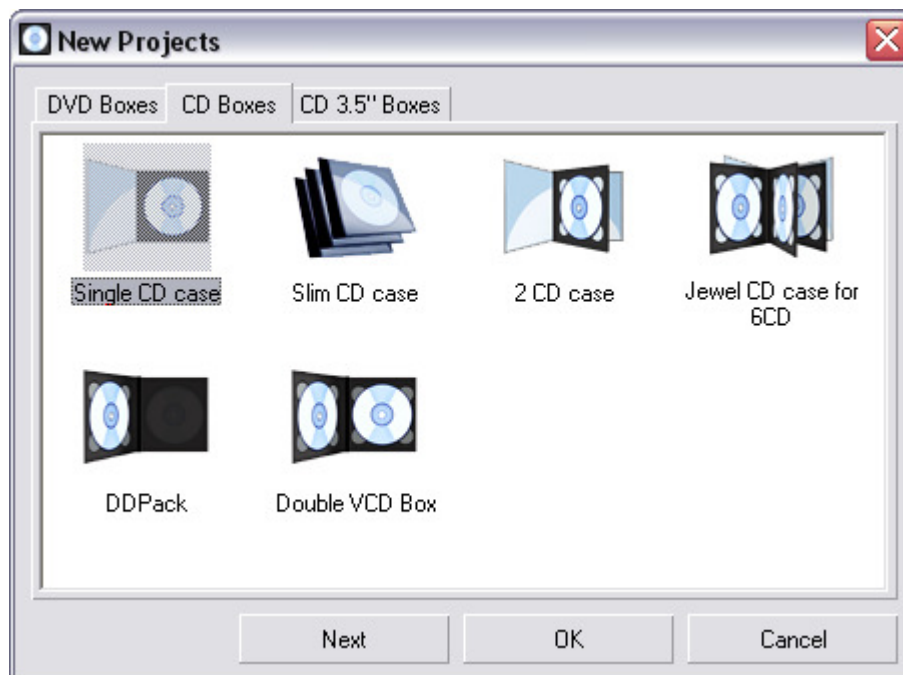 New Projects
DVD Boxes CD Boxes CD 3.5" Boxes
Single CD case Slim CD case 2 CD case Jewel CD case for
6CD
DDPack Double VCD Box
Next OK Cancel